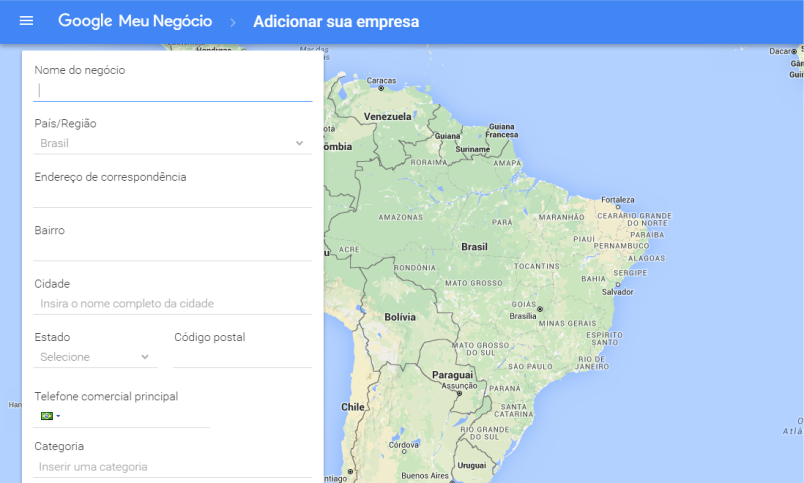 Google Meu Negócio > Adicionar sua empresa
Nome do negócio
País/Região
Brasil
Endereço de correspondência
Bairro
Cidade
Insira o nome completo da cidade
Estado
Código postal
Selecione
Telefone comercial principal
Categoria
Inserir uma categoria
Honduras
Mar das
Caracas
Venezuela
Guiana
Guiana
Francesa
Suriname
ômbia
RORAIMA
AMAPÁ
Dacar
Fortaleza
AMAZONAS
PARÁ
MARANHÃO
CEARÁ
RIO GRANDE
DO NORTE
PARAÍBA
PIAUÍ
PERNAMBUCO
ALAGOAS
ACRE
Brasil
RONDÔNIA
TOCANTINS
SERGIPE
BAHIA
MATO GROSSO
Salvador
GOIÁS
Brasília
Bolívia
MINAS GERAIS
ESPÍRITO
SANTO
MATO GROSSO
DO SUL
RIO DE
JANEIRO
SÃO PAULO
Paraguai
Assunção
PARANÁ
Chile
SANTA
CATARINA
RIO GRANDE
DO SUL
Córdova
Uruguai
ntiago
Buenos Aires